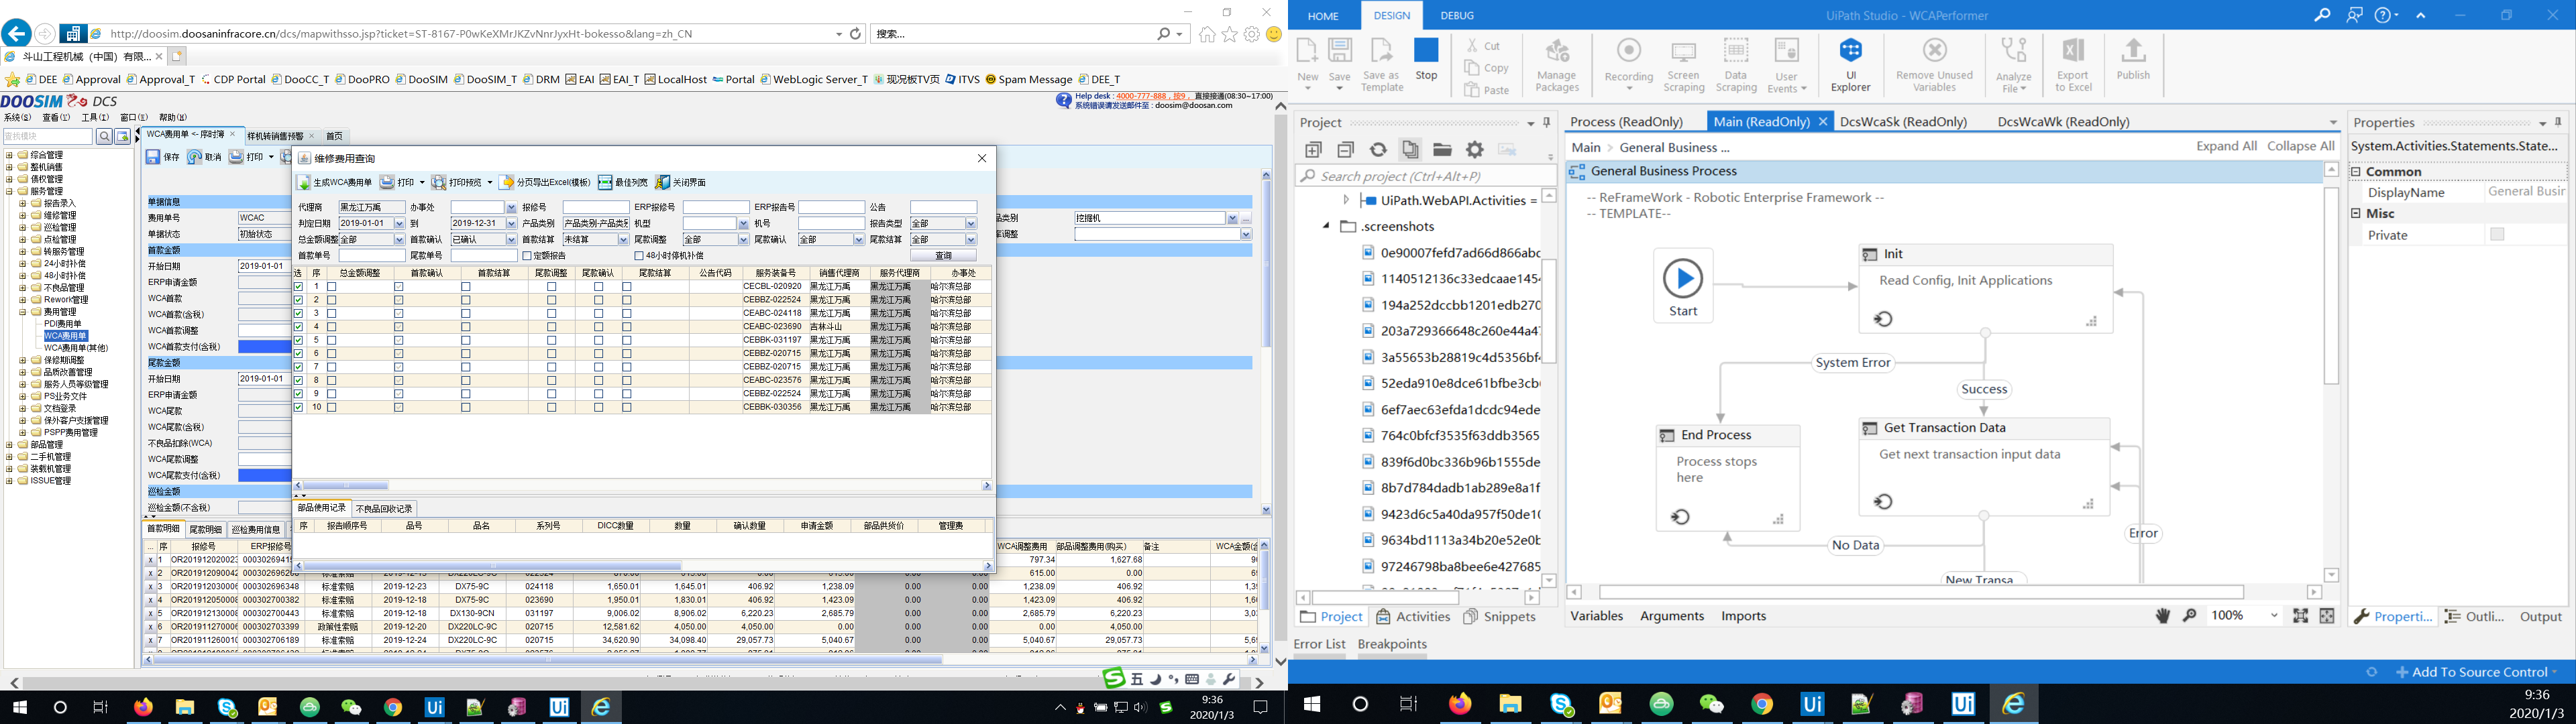 http://doosim.doosaninfracore.cn/dcs/mapwithsso.jsp?ticket=ST-8167-P0wKeXMrJKZvNnrJyxHt-bokesso&lang=zh_CN
搜索...
斗山工程机械（中国）有限...
DEE Approval Approval_T CDP Portal DooCC_T DooPRO DooSIM DooSIM_T DRM EAI EAI_T LocalHost Portal WebLogic Server_T 现况板TV页 ITVS Spam Message DEE_T
DOOSIM DCS
Help desk : 4000-777-888，按9， 直接接通(08:30~17:00)
系统错误请发送邮件至 : doosim@doosan.com
系统(S) 查看(V) 工具(I) 窗口(W) 帮助(H)
查找模块
WCA费用单 <- 序时簿 样机转销售预警 首页
保存 取消 打印
综合管理
整机销售
债权管理
服务管理
报告录入
维修管理
巡检管理
点检管理
转服务管理
24小时补偿
48小时补偿
不良品管理
Rework管理
费用管理
PDI费用单
WCA费用单
WCA费用单(其他)
保修期调整
品质改善管理
服务人员等级管理
PS业务文件
文档登录
保外客户支援管理
PSPP费用管理
部品管理
二手机管理
装载机管理
ISSUE管理
单据信息
费用单号 WCAC
单据状态 初始状态
首款金额
开始日期 2019-01-01
ERP申请金额
WCA首款
WCA首款(含税)
WCA首款调整
WCA首款支付(含税)
尾款金额
开始日期 2019-01-01
ERP申请金额
WCA尾款
WCA尾款(含税)
不良品扣除(WCA)
WCA尾款调整
WCA尾款支付(含税)
巡检金额
巡检金额(不含税)
品类别 挖掘机
维修费用查询
生成WCA费用单 打印 打印预览 分页导出Excel(模板) 最佳列宽 关闭界面
代理商 黑龙江万禹 办事处 报修号 ERP报修号 ERP报告号 公告
判定日期 2019-01-01 到 2019-12-31 产品类别 产品类别-产品类别 机型 机号 报告类型 全部
总金额调整 全部 首款确认 已确认 首款结算 未结算 尾款调整 全部 尾款确认 全部 尾款结算 全部
首款单号 尾款单号 定额报告 48小时停机补偿 查询
选 序 总金额调整 首款确认 首款结算 尾款调整 尾款确认 尾款结算 公告代码 服务装备号 销售代理商 服务代理商 办事处
1 CECBL-020920 黑龙江万禹 黑龙江万禹 哈尔滨总部
2 CEBBZ-022524 黑龙江万禹 黑龙江万禹 哈尔滨总部
3 CEABC-024118 黑龙江万禹 黑龙江万禹 哈尔滨总部
4 CEABC-023690 吉林斗山 黑龙江万禹 哈尔滨总部
5 CEBBK-031197 黑龙江万禹 黑龙江万禹 哈尔滨总部
6 CEBBZ-020715 黑龙江万禹 黑龙江万禹 哈尔滨总部
7 CEBBZ-020715 黑龙江万禹 黑龙江万禹 哈尔滨总部
8 CEABC-023576 黑龙江万禹 黑龙江万禹 哈尔滨总部
9 CEBBZ-022524 黑龙江万禹 黑龙江万禹 哈尔滨总部
10 CEBBK-030356 黑龙江万禹 黑龙江万禹 哈尔滨总部
部品使用记录 不良品回收记录
序 报告顺序号 品号 品名 系列号 DICC数量 数量 确认数量 申请金额 部品供货价 管理费
首款明细 尾款明细 巡检费用信息
... 序 报修号 ERP报修号 WCA调整费用 部品调整费用(购买) 备注 WCA金额(含
x 1 OR201912020023 797.34 1,627.68
x 2 615.00 0.00
x 3 000302696348 标准索赔 2019-12-23 DX75-9C 024118 1,650.01 1,645.01 406.92 1,238.09 0.00 0.00 1,238.09 406.92
x 4 000302700382 标准索赔 2019-12-18 DX75-9C 023690 1,950.01 1,830.01 406.92 1,423.09 0.00 0.00 1,423.09 406.92
x 5 000302700443 标准索赔 2019-12-18 DX130-9CN 031197 9,006.02 8,906.02 6,220.23 2,685.79 0.00 0.00 2,685.79 6,220.23
x 6 000302703399 政策性索赔 2019-12-20 DX220LC-9C 020715 12,581.62 4,050.00 4,050.00 0.00 0.00 0.00 0.00 4,050.00
x 7 000302706189 标准索赔 2019-12-24 DX220LC-9C 020715 34,620.90 34,098.40 29,057.73 5,040.67 0.00 0.00 5,040.67 29,057.73
五
9:36
2020/1/3
HOME DESIGN DEBUG
UiPath Studio - WCAPerformer
New Save Save as Template Stop
Cut
Copy
Paste
Manage Packages Recording Screen Scraping Data Scraping User Events UI Explorer Remove Unused Variables Analyze File Export to Excel Publish
Project
Search project (Ctrl+Alt+P)
UiPath.WebAPI.Activities =
.screenshots
0e90007fefd7ad66d866abc
1140512136c33edcaae1454
194a252dccbb1201edb270
203a729366648c260e44a47
3a55653b28819c4d5356bf4
52eda910e8dce61bfbe3cb
6ef7aec63efda1dcdc94ede
764c0bfcf3535f63ddb3565
839f6d0bc336b96b1555de
8b7d784dadb1ab289e8a1f
9423d6c5a40da957f50de10
9634bd1113a34b20e52e0b
97246798ba8bee6e427685
Project Activities Snippets
Error List Breakpoints
Process (ReadOnly) Main (ReadOnly) DcsWcaSk (ReadOnly) DcsWcaWk (ReadOnly)
Main > General Business ... Expand All Collapse All
General Business Process
-- ReFrameWork - Robotic Enterprise Framework --
-- TEMPLATE--
Start
Init
Read Config, Init Applications
System Error
Success
End Process
Process stops here
Get Transaction Data
Get next transaction input data
No Data
Error
New Transa
Variables Arguments Imports 100%
Properties
System.Activities.Statements.State...
Common
DisplayName General Busir
Misc
Private
Properti... Outli... Output
Add To Source Control
9:36
2020/1/3